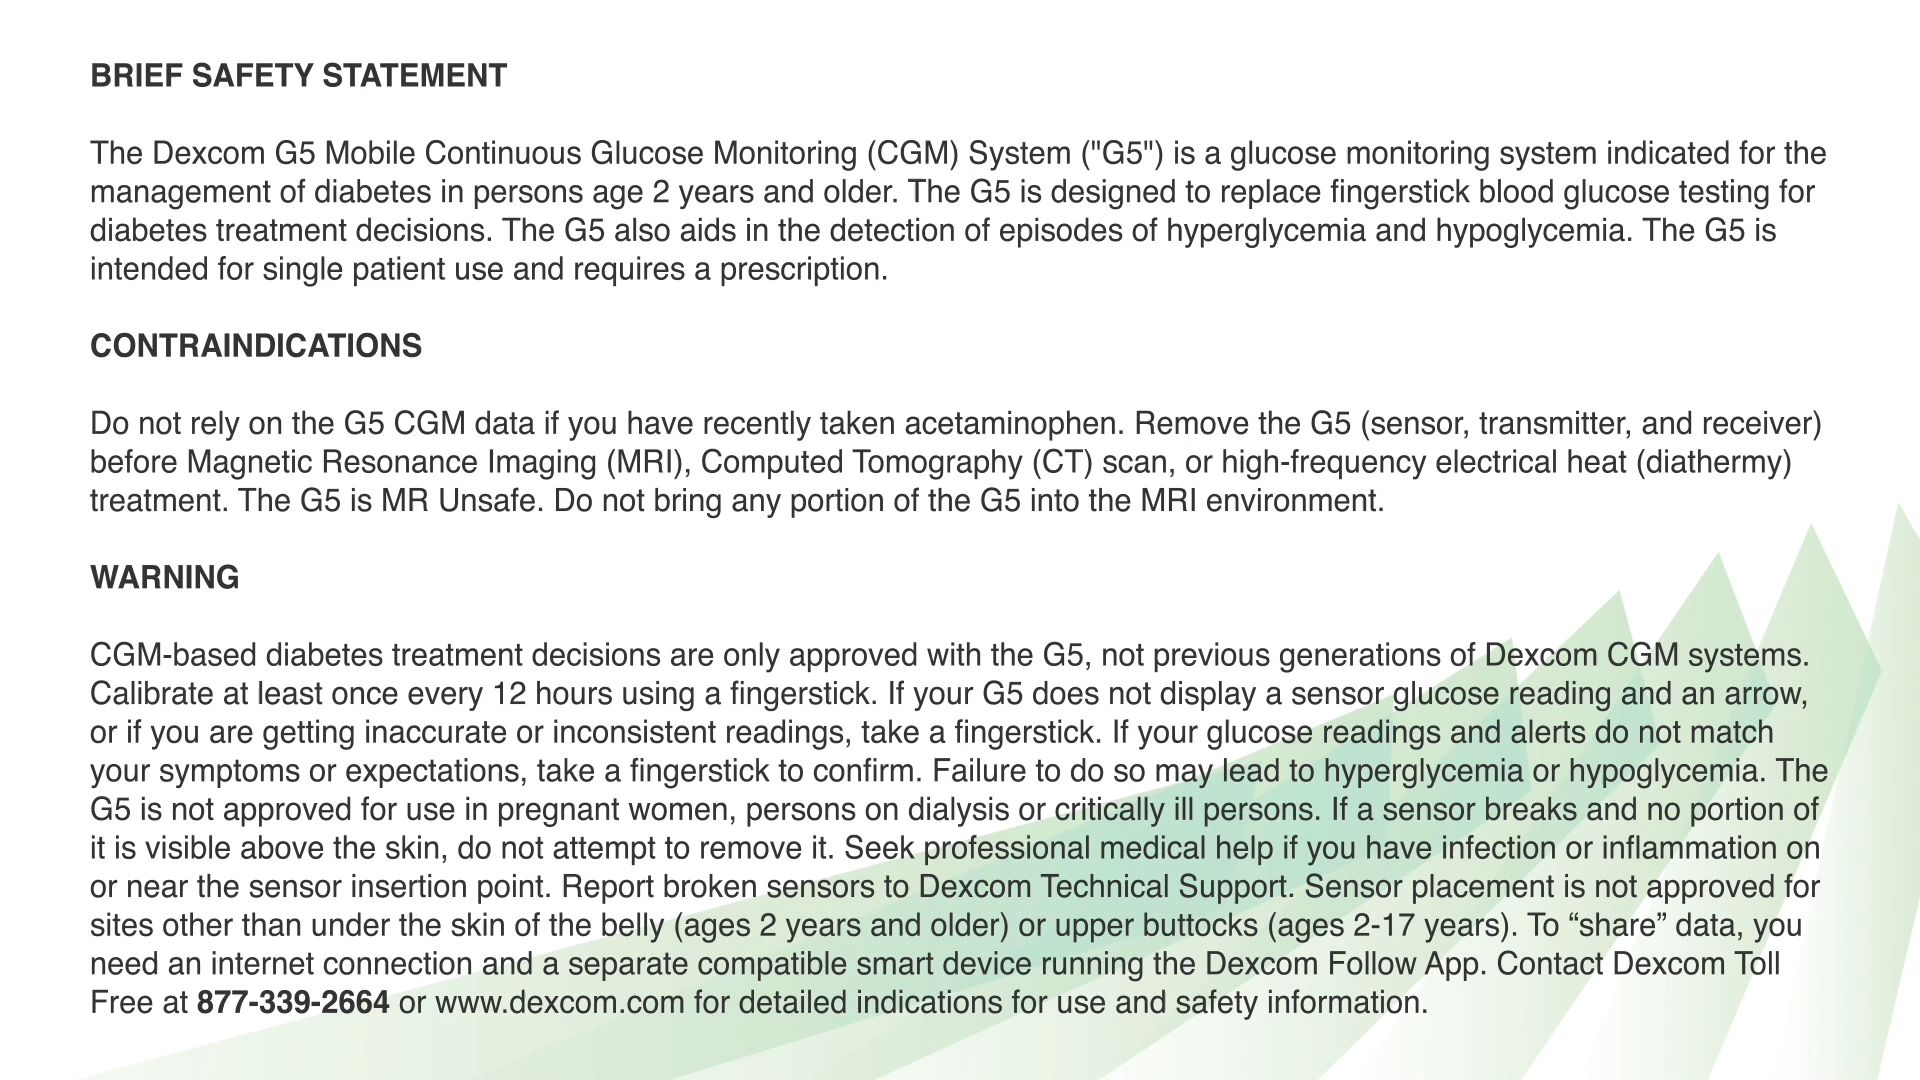 BRIEF SAFETY STATEMENT
The Dexcom G5 Mobile Continuous Glucose Monitoring (CGM) System ("G5") is a glucose monitoring system indicated for the
management of diabetes in persons age 2 years and older. The G5 is designed to replace fingerstick blood glucose testing for
diabetes treatment decisions. The G5 also aids in the detection of episodes of hyperglycemia and hypoglycemia. The G5 is
intended for single patient use and requires a prescription.
CONTRAINDICATIONS
Do not rely on the G5 CGM data if you have recently taken acetaminophen. Remove the G5 (sensor, transmitter, and receiver)
before Magnetic Resonance Imaging (MRI), Computed Tomography (CT) scan, or high-frequency electrical heat (diathermy)
treatment. The G5 is MR Unsafe. Do not bring any portion of the G5 into the MRI environment.
WARNING
CGM-based diabetes treatment decisions are only approved with the G5, not previous generations of Dexcom CGM systems.
Calibrate at least once every 12 hours using a fingerstick. If your G5 does not display a sensor glucose reading and an arrow,
or if you are getting inaccurate or inconsistent readings, take a fingerstick. If your glucose readings and alerts do not match
your symptoms or expectations, take a fingerstick to confirm. Failure to do so may lead to hyperglycemia or hypoglycemia. The
G5 is not approved for use in pregnant women, persons on dialysis or critically ill persons. If a sensor breaks and no portion of
it is visible above the skin, do not attempt to remove it. Seek professional medical help if you have infection or inflammation on
or near the sensor insertion point. Report broken sensors to Dexcom Technical Support. Sensor placement is not approved for
sites other than under the skin of the belly (ages 2 years and older) or upper buttocks (ages 2-17 years). To “share” data, you
need an internet connection and a separate compatible smart device running the Dexcom Follow App. Contact Dexcom Toll
Free at 877-339-2664 or www.dexcom.com for detailed indications for use and safety information.